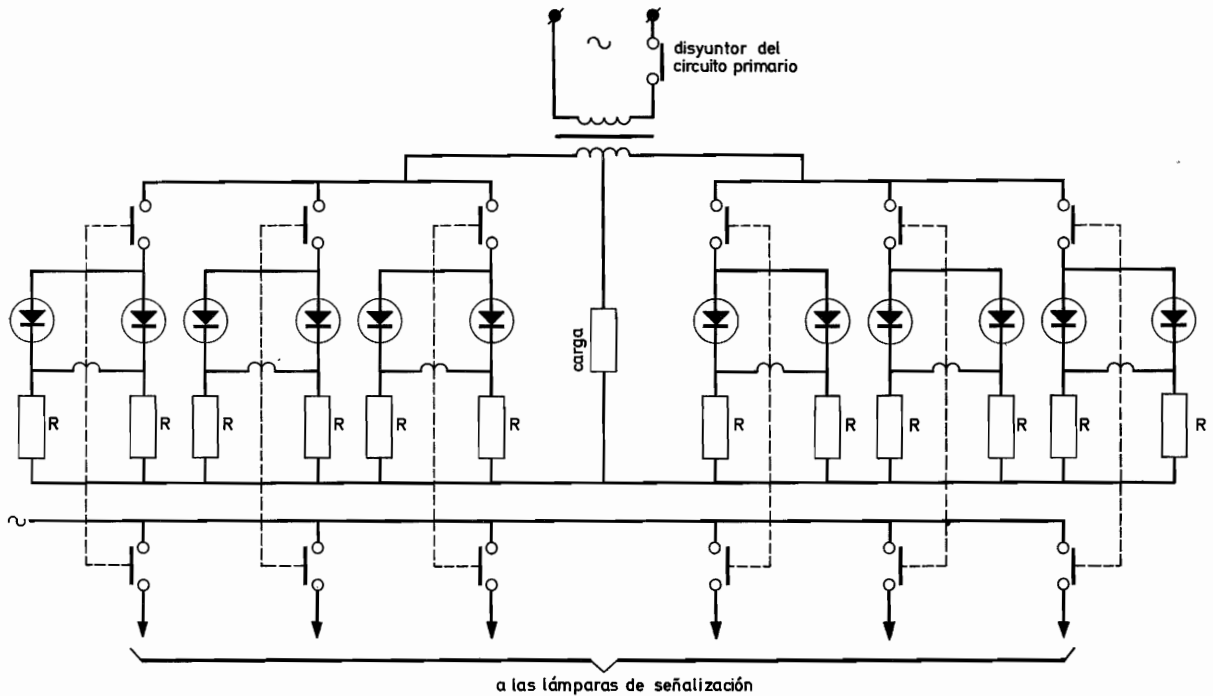 disyuntor del
circuito primario
carga
R R R R R R R R R R R R
a las lámparas de señalización